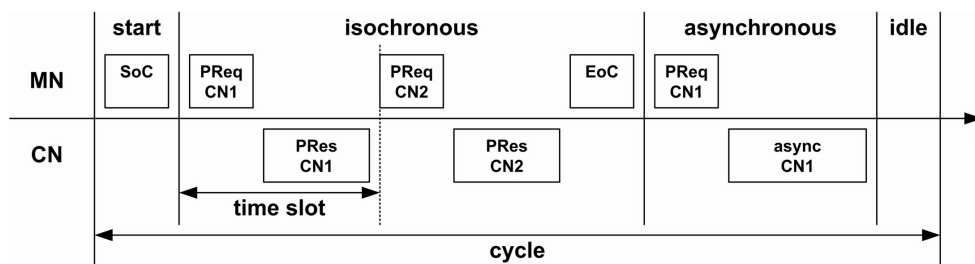 start
isochronous
asynchronous
idle
MN
SoC
PReq
CN1
PReq
CN2
EoC
PReq
CN1
CN
PRes
CN1
PRes
CN2
async
CN1
time slot
cycle